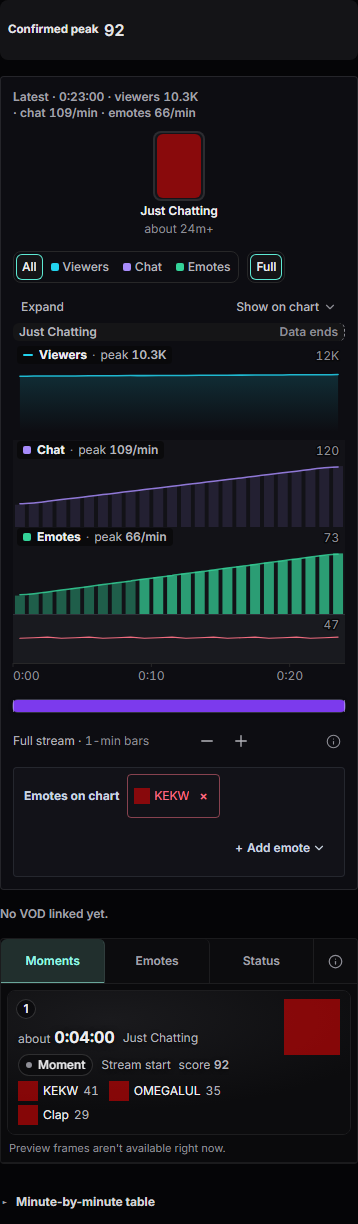 Confirmed peak 92
Latest · 0:23:00 · viewers 10.3K
· chat 109/min · emotes 66/min
Just Chatting
about 24m+
All Viewers Chat Emotes Full
Expand Show on chart
Just Chatting Data ends
Viewers · peak 10.3K 12K
Chat · peak 109/min 120
Emotes · peak 66/min 73
47
0:00 0:10 0:20
Full stream · 1-min bars − +
Emotes on chart KEKW ×
+ Add emote
No VOD linked yet.
Moments Emotes Status
1
about 0:04:00 Just Chatting
Moment Stream start score 92
KEKW 41 OMEGALUL 35
Clap 29
Preview frames aren't available right now.
Minute-by-minute table